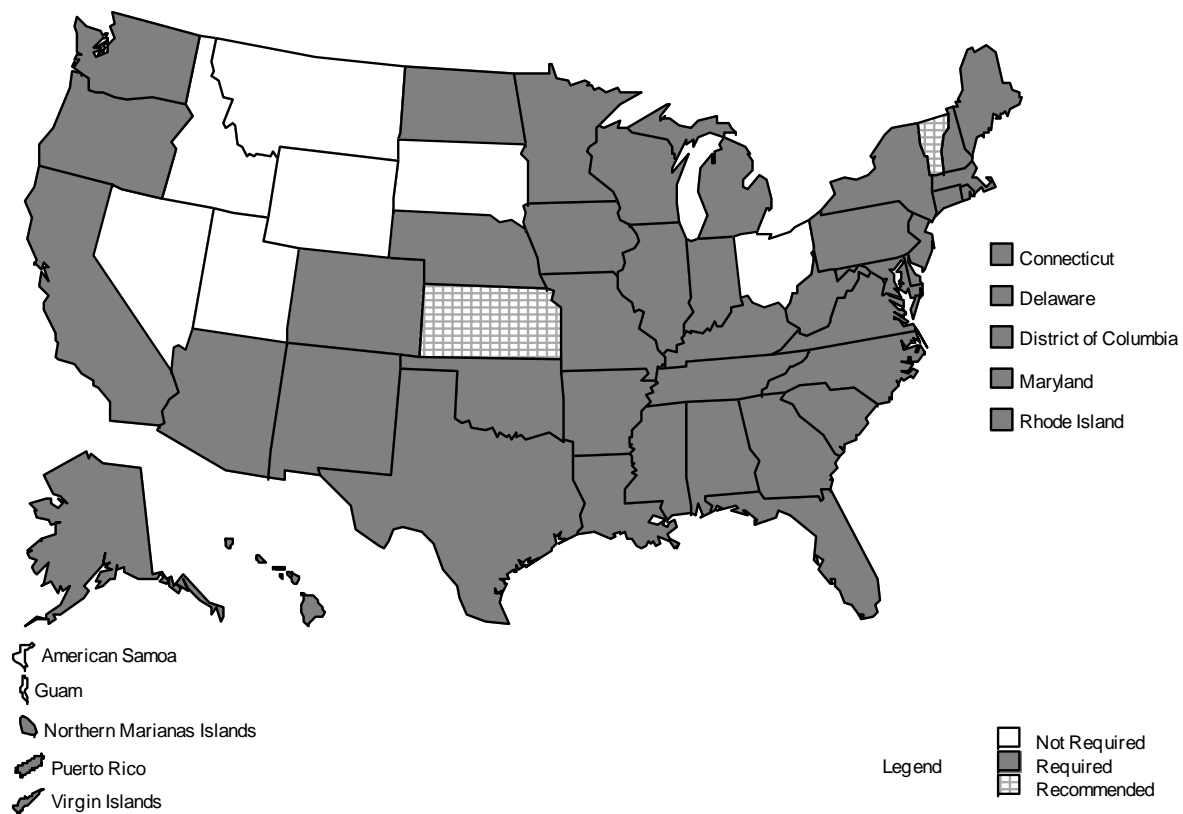 Connecticut
Delaware
District of Columbia
Maryland
Rhode Island
American Samoa
Guam
Northern Marianas Islands
Puerto Rico
Virgin Islands
Legend
Not Required
Required
Recommended